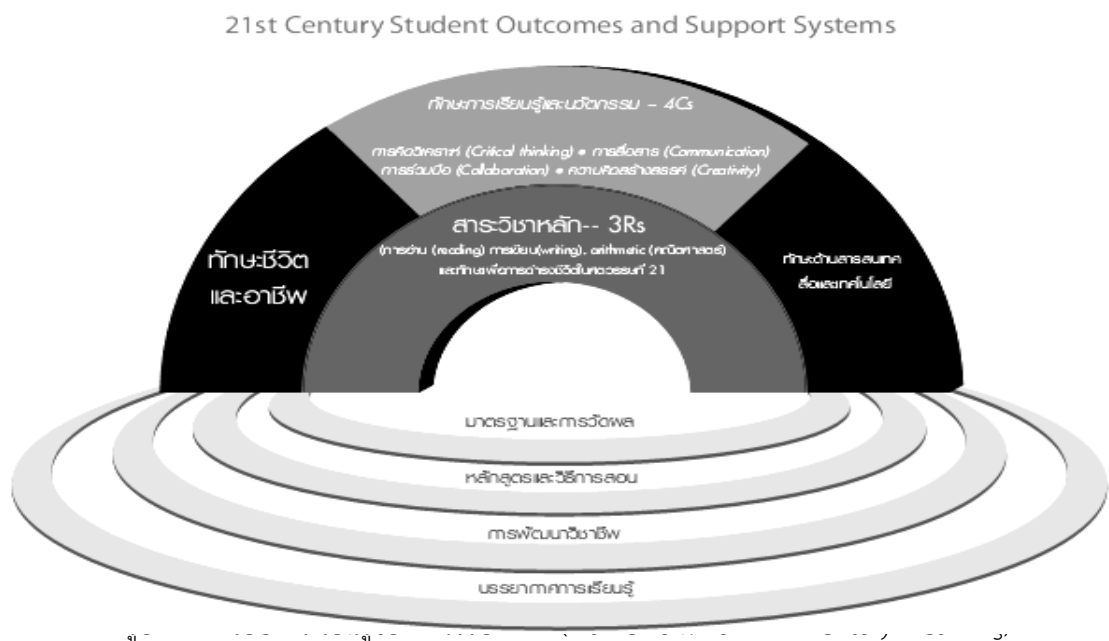 21st Century Student Outcomes and Support Systems
ทักษะการเรียนรู้และนวัตกรรม – 4Cs
การคิดวิเคราะห์ (Critical thinking) • การสื่อสาร (Communication)
การร่วมมือ (Collaboration) • ความคิดสร้างสรรค์ (Creativity)
สาระวิชาหลัก-- 3Rs
(การอ่าน (reading) การเขียน(writing), arithmetic (คณิตศาสตร์)
และทักษะเพื่อการดำรงชีวิตในศตวรรษที่ 21
ทักษะชีวิต
และอาชีพ
ทักษะด้านสารสนเทศ
สื่อและเทคโนโลยี
มาตรฐานและการวัดผล
หลักสูตรและวิธีการสอน
การพัฒนาวิชาชีพ
บรรยากาศการเรียนรู้